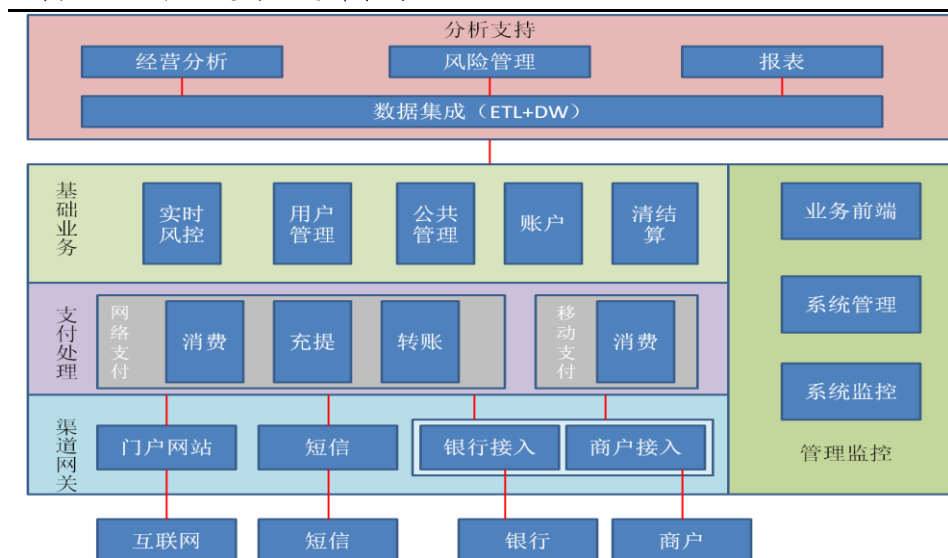 分析支持
经营分析
风险管理
报表
数据集成（ETL+DW）
基础业务
实时
风控
用户
管理
公共
管理
账户
清结
算
业务前端
系统管理
系统监控
管理监控
支付处理
网络支付
消费
充提
转账
移动支付
消费
渠道网关
门户网站
短信
银行接入
商户接入
互联网
短信
银行
商户